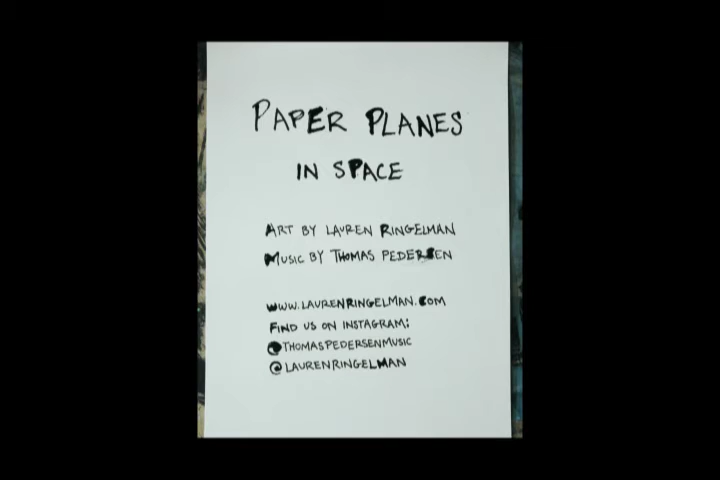 PAPER PLANES
IN SPACE
ART BY LAUREN RINGELMAN
MUSIC BY THOMAS PEDERSEN
WWW.LAURENRINGELMAN.COM
FIND US ON INSTAGRAM:
@THOMASPEDERSENMUSIC
@LAURENRINGELMAN